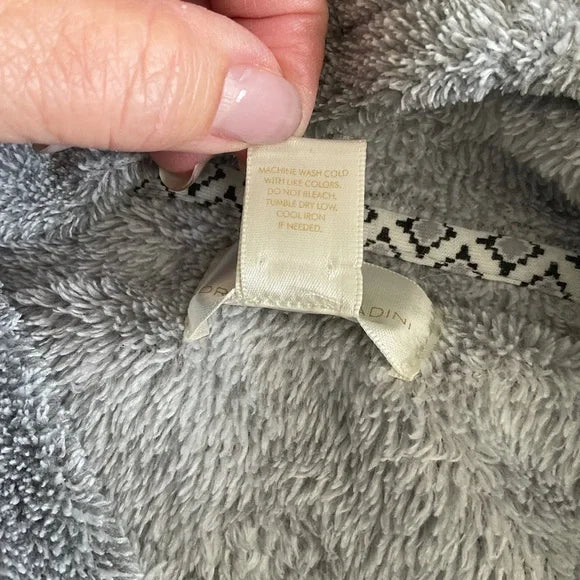 MACHINE WASH COLD
WITH LIKE COLORS.
DO NOT BLEACH.
TUMBLE DRY LOW,
COOL IRON
IF NEEDED.